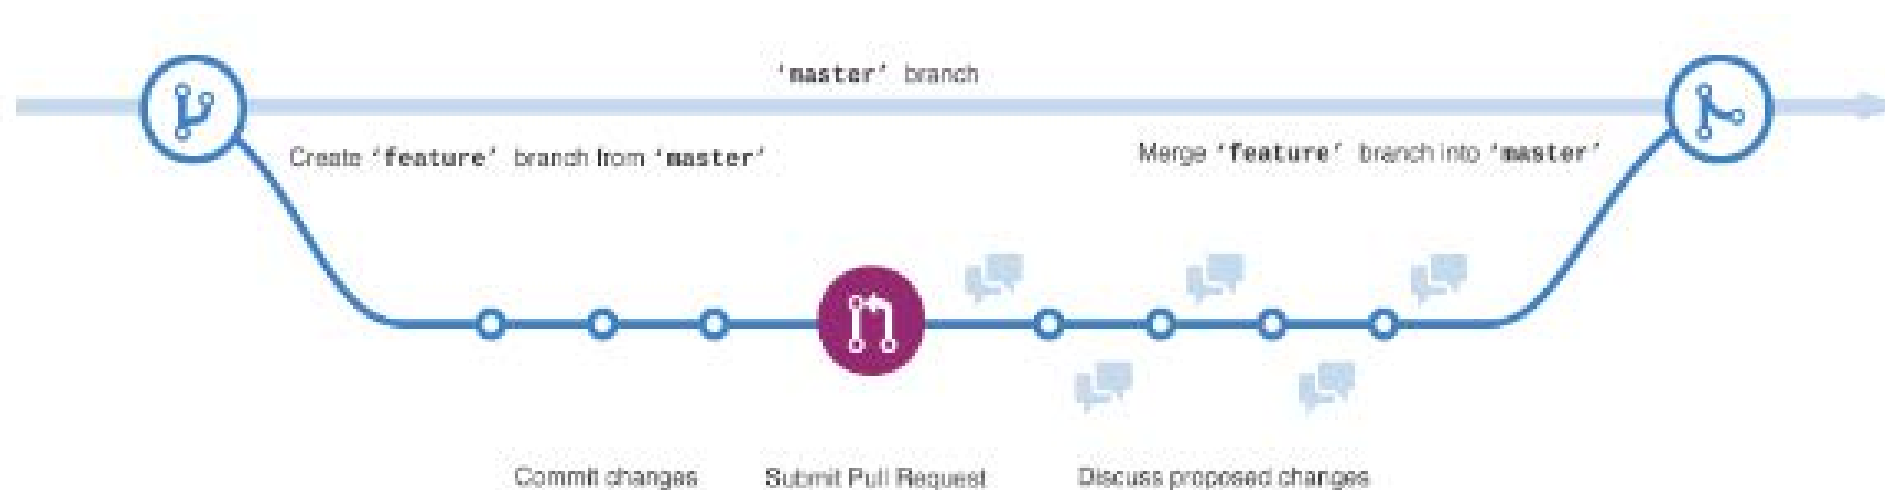 ‘master’ branch
Create ‘feature’ branch from ‘master’
Merge ‘feature’ branch into ‘master’
Commit changes
Submit Pull Request
Discuss proposed changes